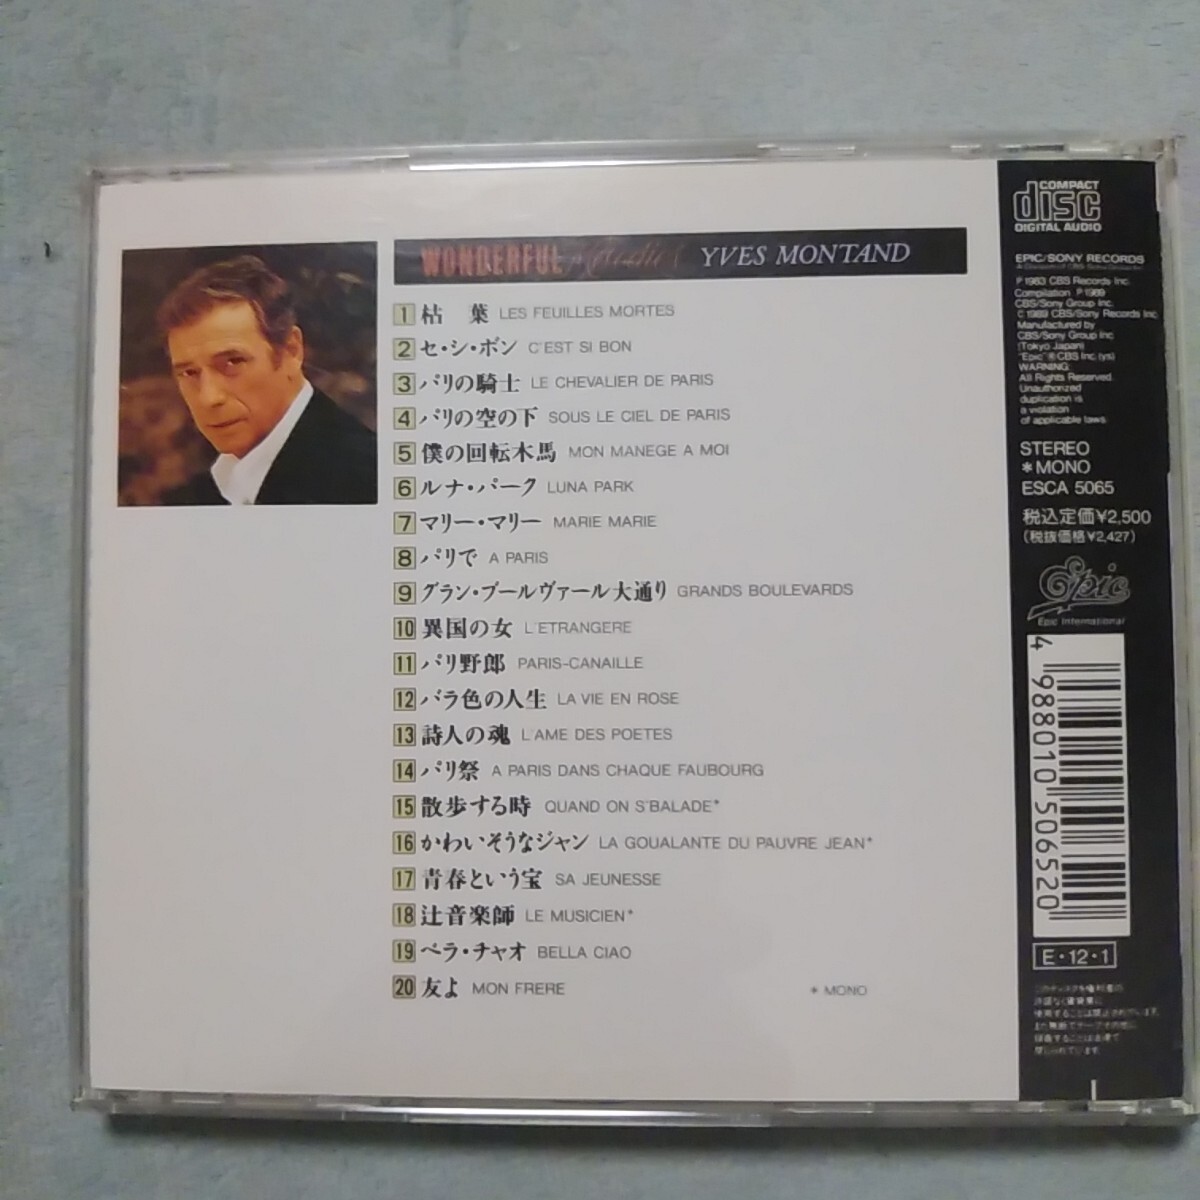 WONDERFUL Melodies YVES MONTAND
1 枯 葉 LES FEUILLES MORTES
2 セ・シ・ボン C'EST SI BON
3 パリの騎士 LE CHEVALIER DE PARIS
4 パリの空の下 SOUS LE CIEL DE PARIS
5 僕の回転木馬 MON MANEGE A MOI
6 ルナ・パーク LUNA PARK
7 マリー・マリー MARIE MARIE
8 パリで A PARIS
9 グラン・ブールヴァール大通り GRANDS BOULEVARDS
10 異国の女 L'ETRANGERE
11 パリ野郎 PARIS-CANAILLE
12 バラ色の人生 LA VIE EN ROSE
13 詩人の魂 L'AME DES POETES
14 パリ祭 A PARIS DANS CHAQUE FAUBOURG
15 散歩する時 QUAND ON S'BALADE*
16 かわいそうなジャン LA GOUALANTE DU PAUVRE JEAN*
17 青春という宝 SA JEUNESSE
18 辻音楽師 LE MUSICIEN*
19 ベラ・チャオ BELLA CIAO
20 友よ MON FRERE
* MONO
COMPACT
disc
DIGITAL AUDIO
EPIC/SONY RECORDS
℗ 1983 CBS Records Inc.
Compilation ℗ 1989
CBS/Sony Group Inc.
© 1989 CBS/Sony Records Inc.
Manufactured by
CBS/Sony Group Inc.
(Tokyo Japan)
"Epic" ® CBS Inc. (ys)
WARNING:
All Rights Reserved.
Unauthorized
duplication is
a violation
of applicable laws.
STEREO
*MONO
ESCA 5065
税込定価¥2,500
(税抜価格¥2,427)
Epic
Epic International
4 988010 506520
E・12・1